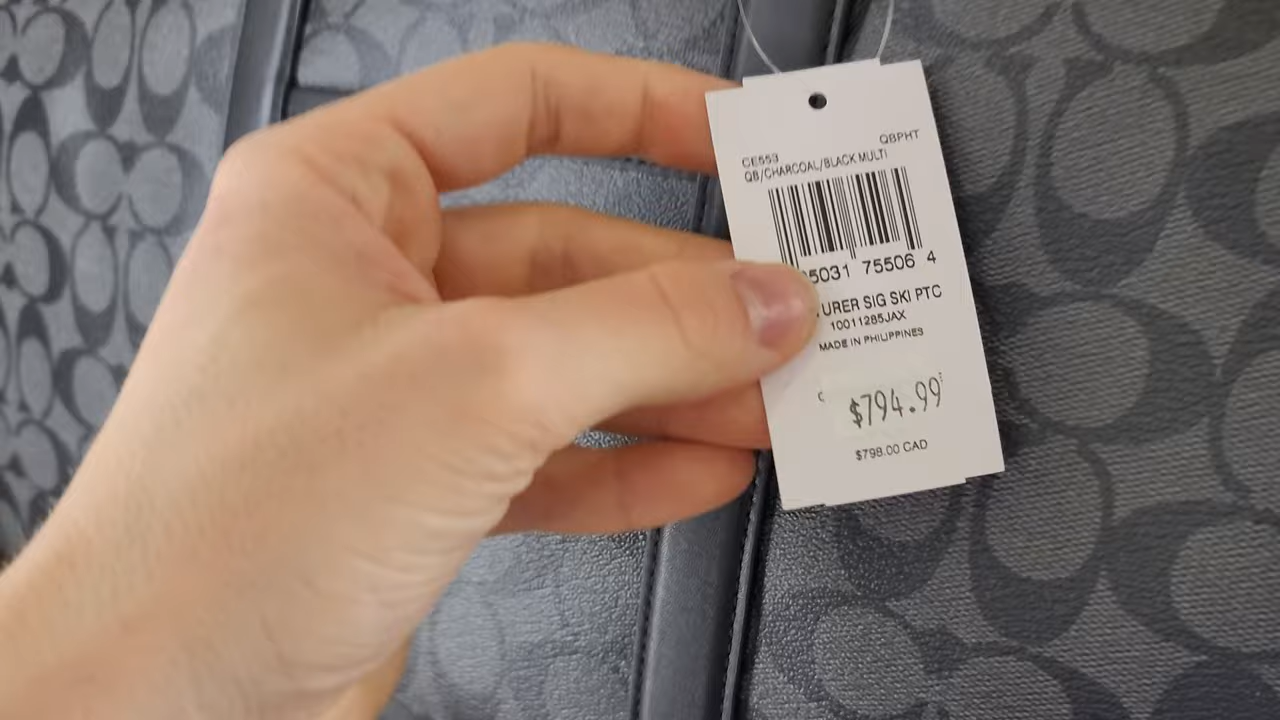 QBPHT
CE553
QB/CHARCOAL/BLACK MULTI
5031 75506 4
URER SIG SKI PTC
10011285JAX
MADE IN PHILIPPINES
C
$794.99
$798.00 CAD